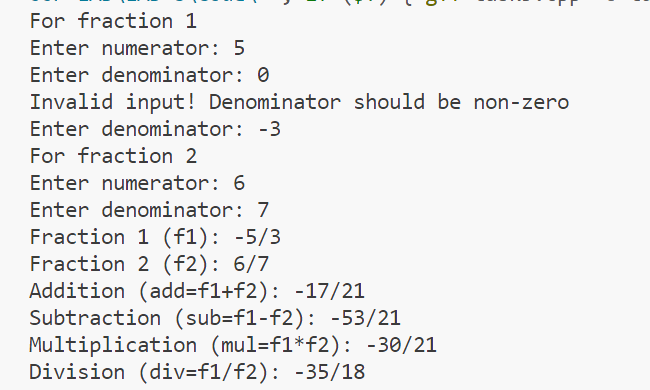 For fraction 1
Enter numerator: 5
Enter denominator: 0
Invalid input! Denominator should be non-zero
Enter denominator: -3
For fraction 2
Enter numerator: 6
Enter denominator: 7
Fraction 1 (f1): -5/3
Fraction 2 (f2): 6/7
Addition (add=f1+f2): -17/21
Subtraction (sub=f1-f2): -53/21
Multiplication (mul=f1*f2): -30/21
Division (div=f1/f2): -35/18